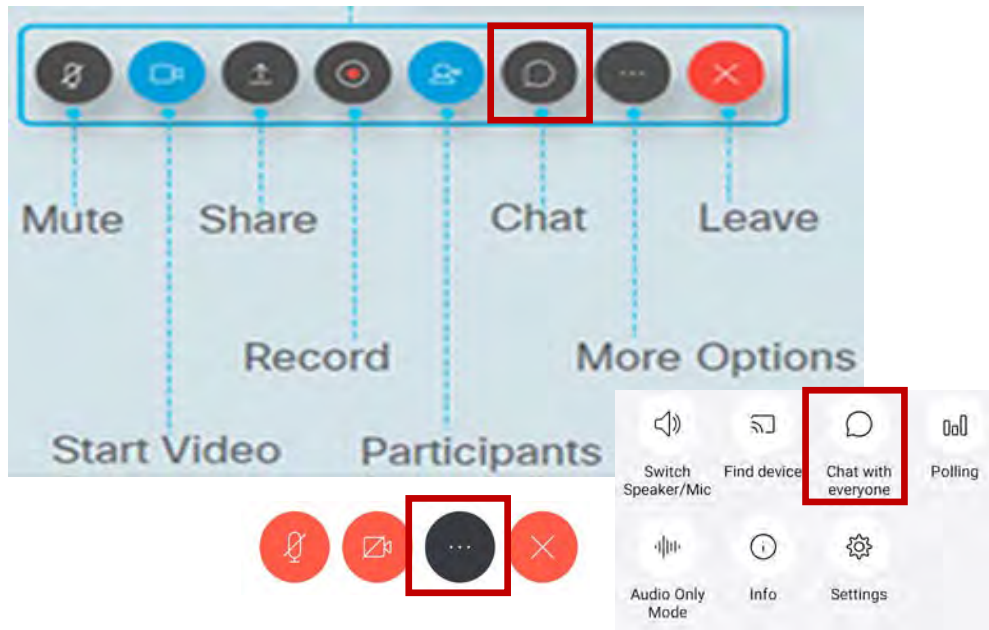 Mute
Share
Chat
Leave
Record
More Options
Start Video
Participants
Switch
Speaker/Mic
Find device
Chat with
everyone
Polling
Audio Only
Mode
Info
Settings